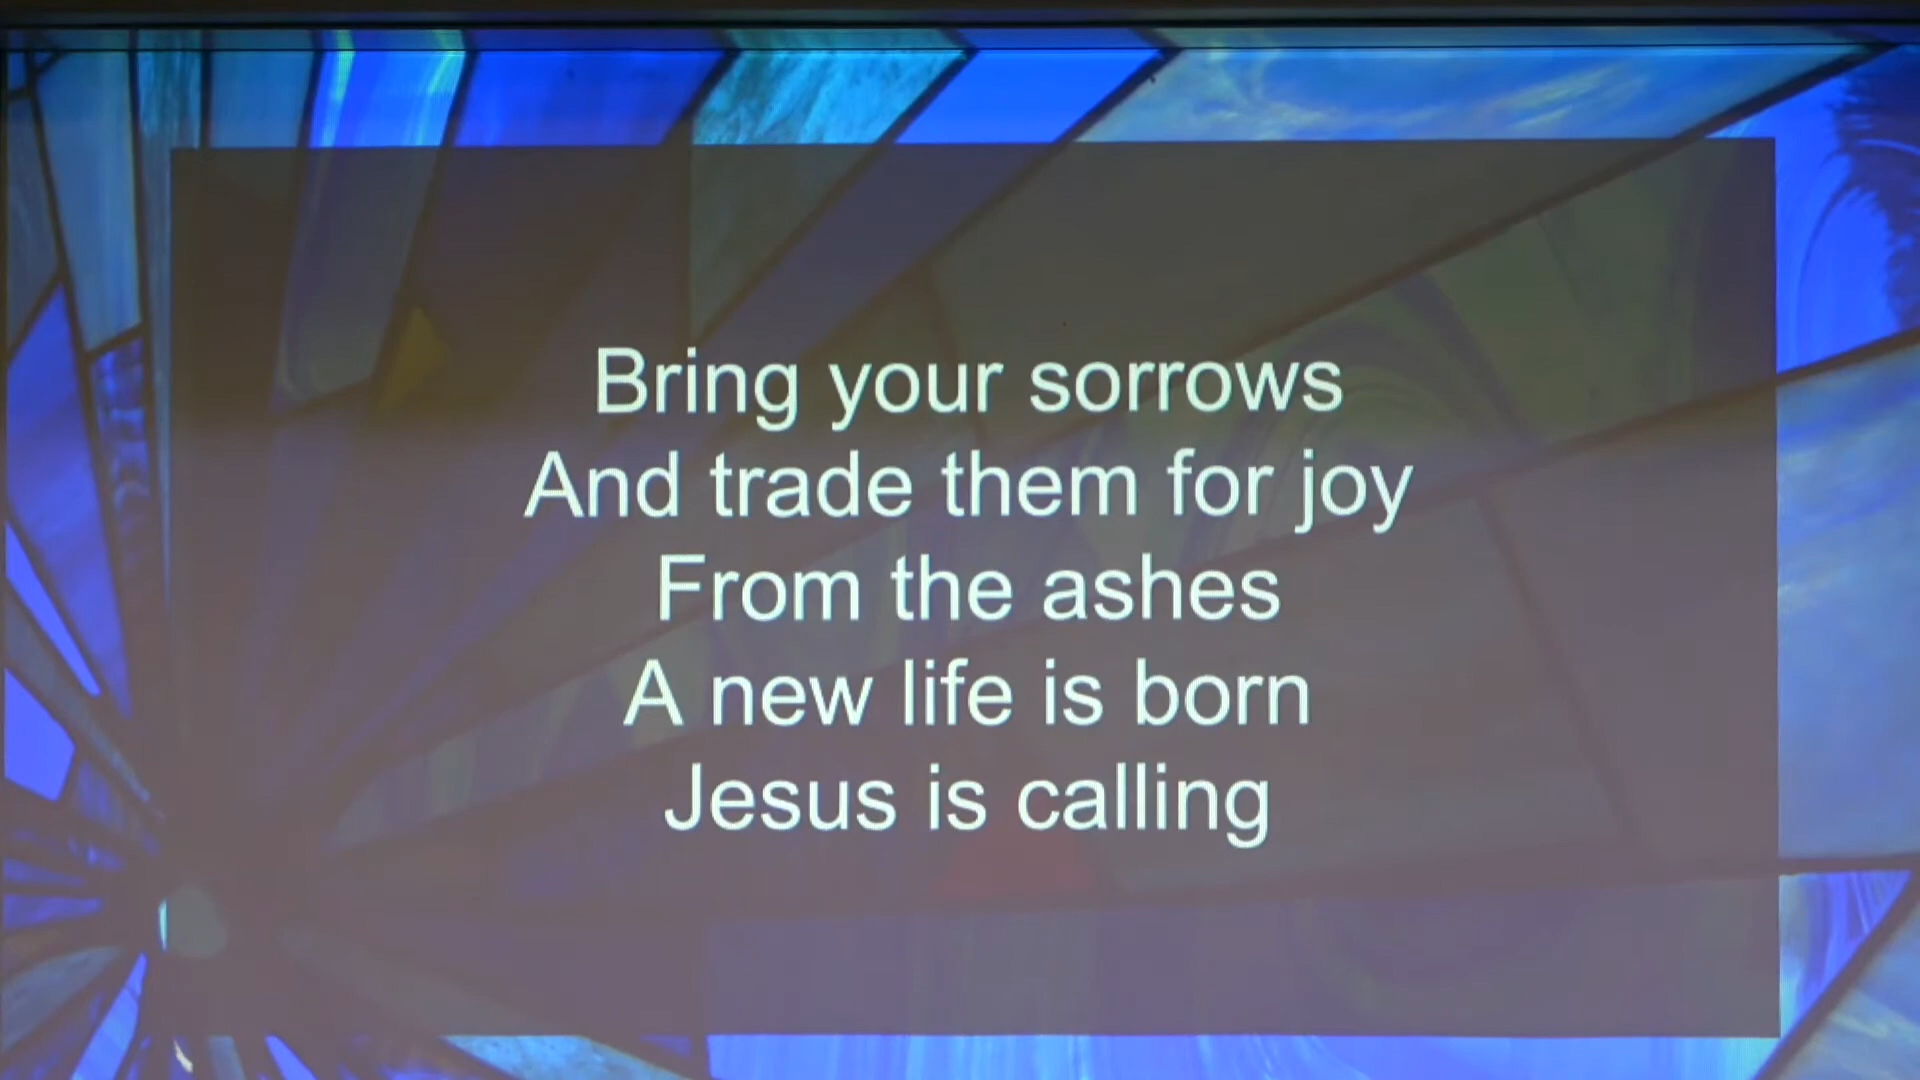 Bring your sorrows
And trade them for joy
From the ashes
A new life is born
Jesus is calling